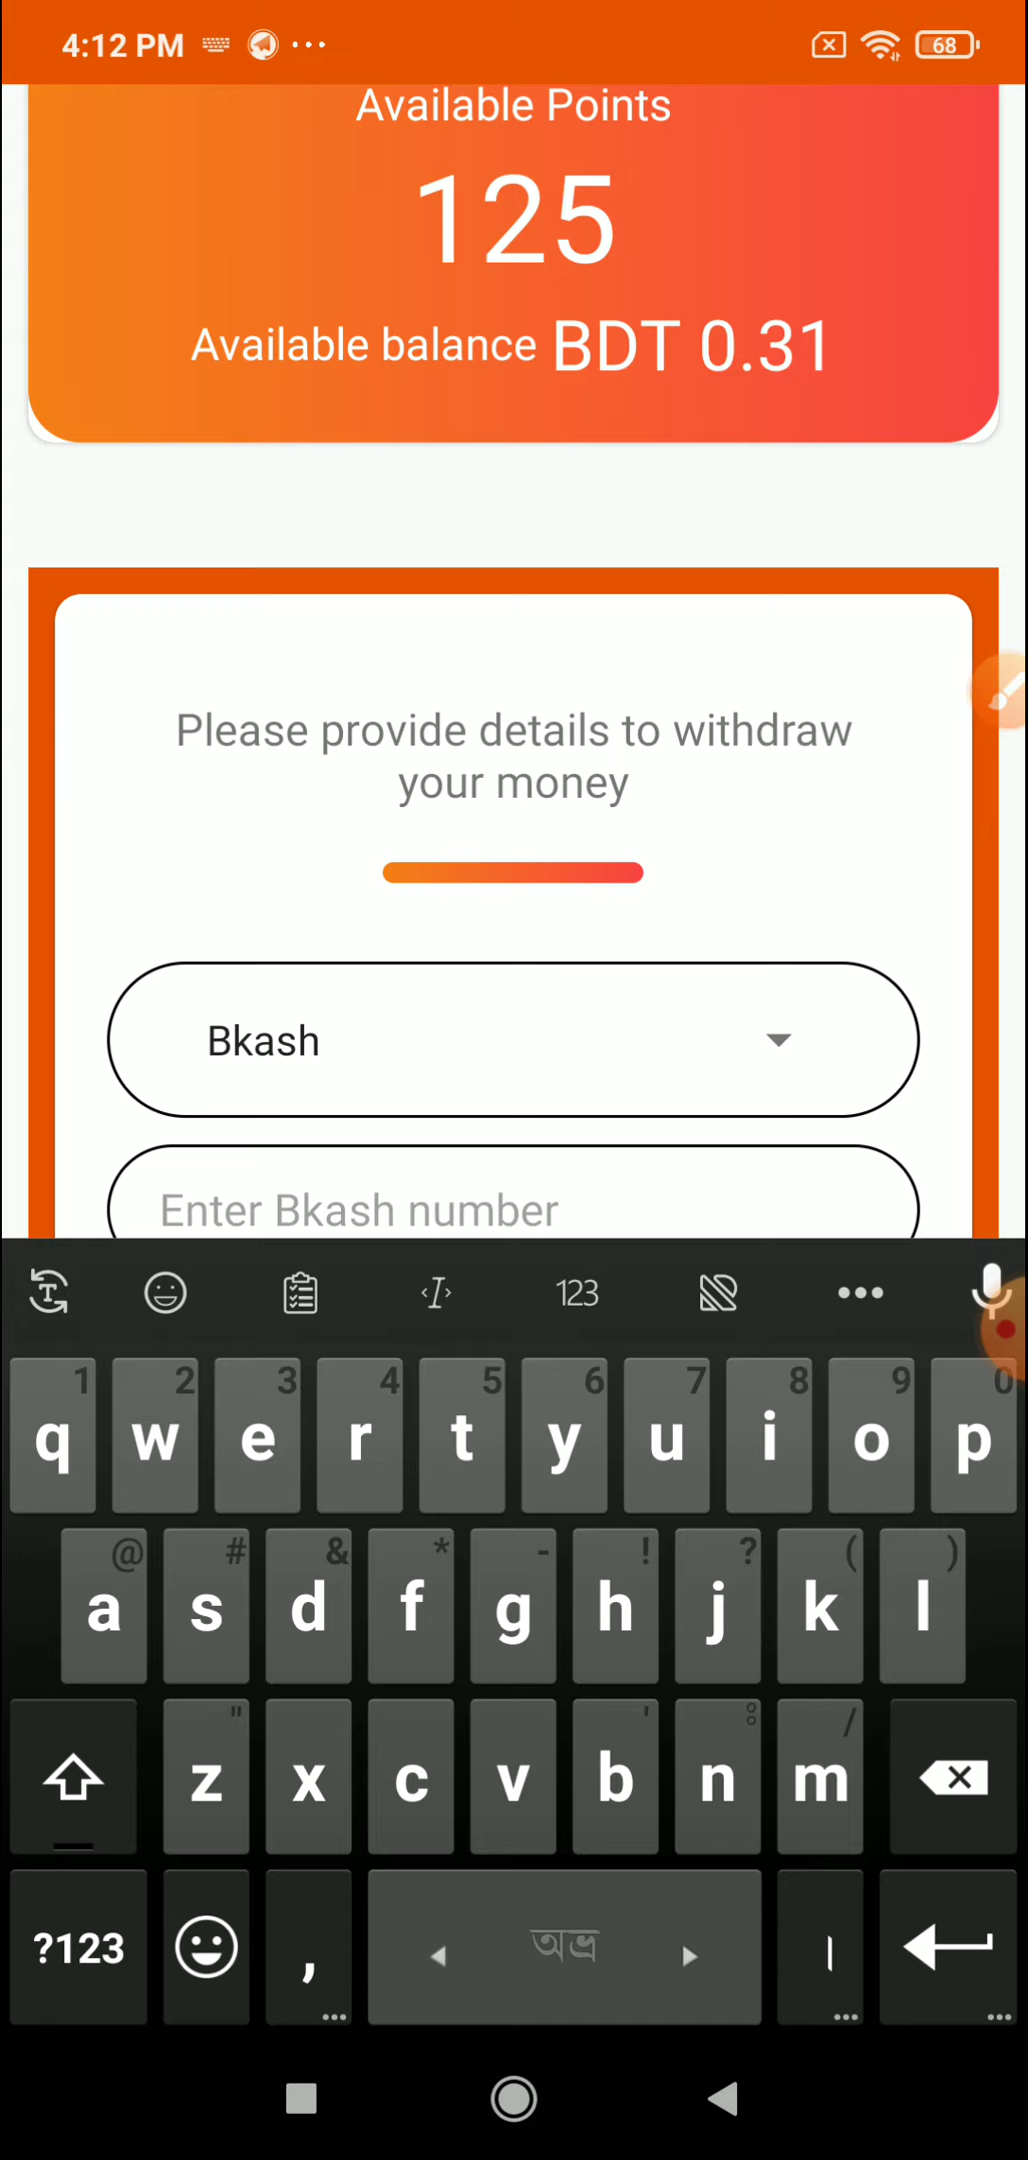 4:12 PM
68
Available Points
125
Available balance BDT 0.31
Please provide details to withdraw
your money
Bkash
Enter Bkash number
123
1 2 3 4 5 6 7 8 9 0
q w e r t y u i o p
@ # & * - ! ? ( )
a s d f g h j k l
" ' : /
z x c v b n m
?123 , অভ্র ।